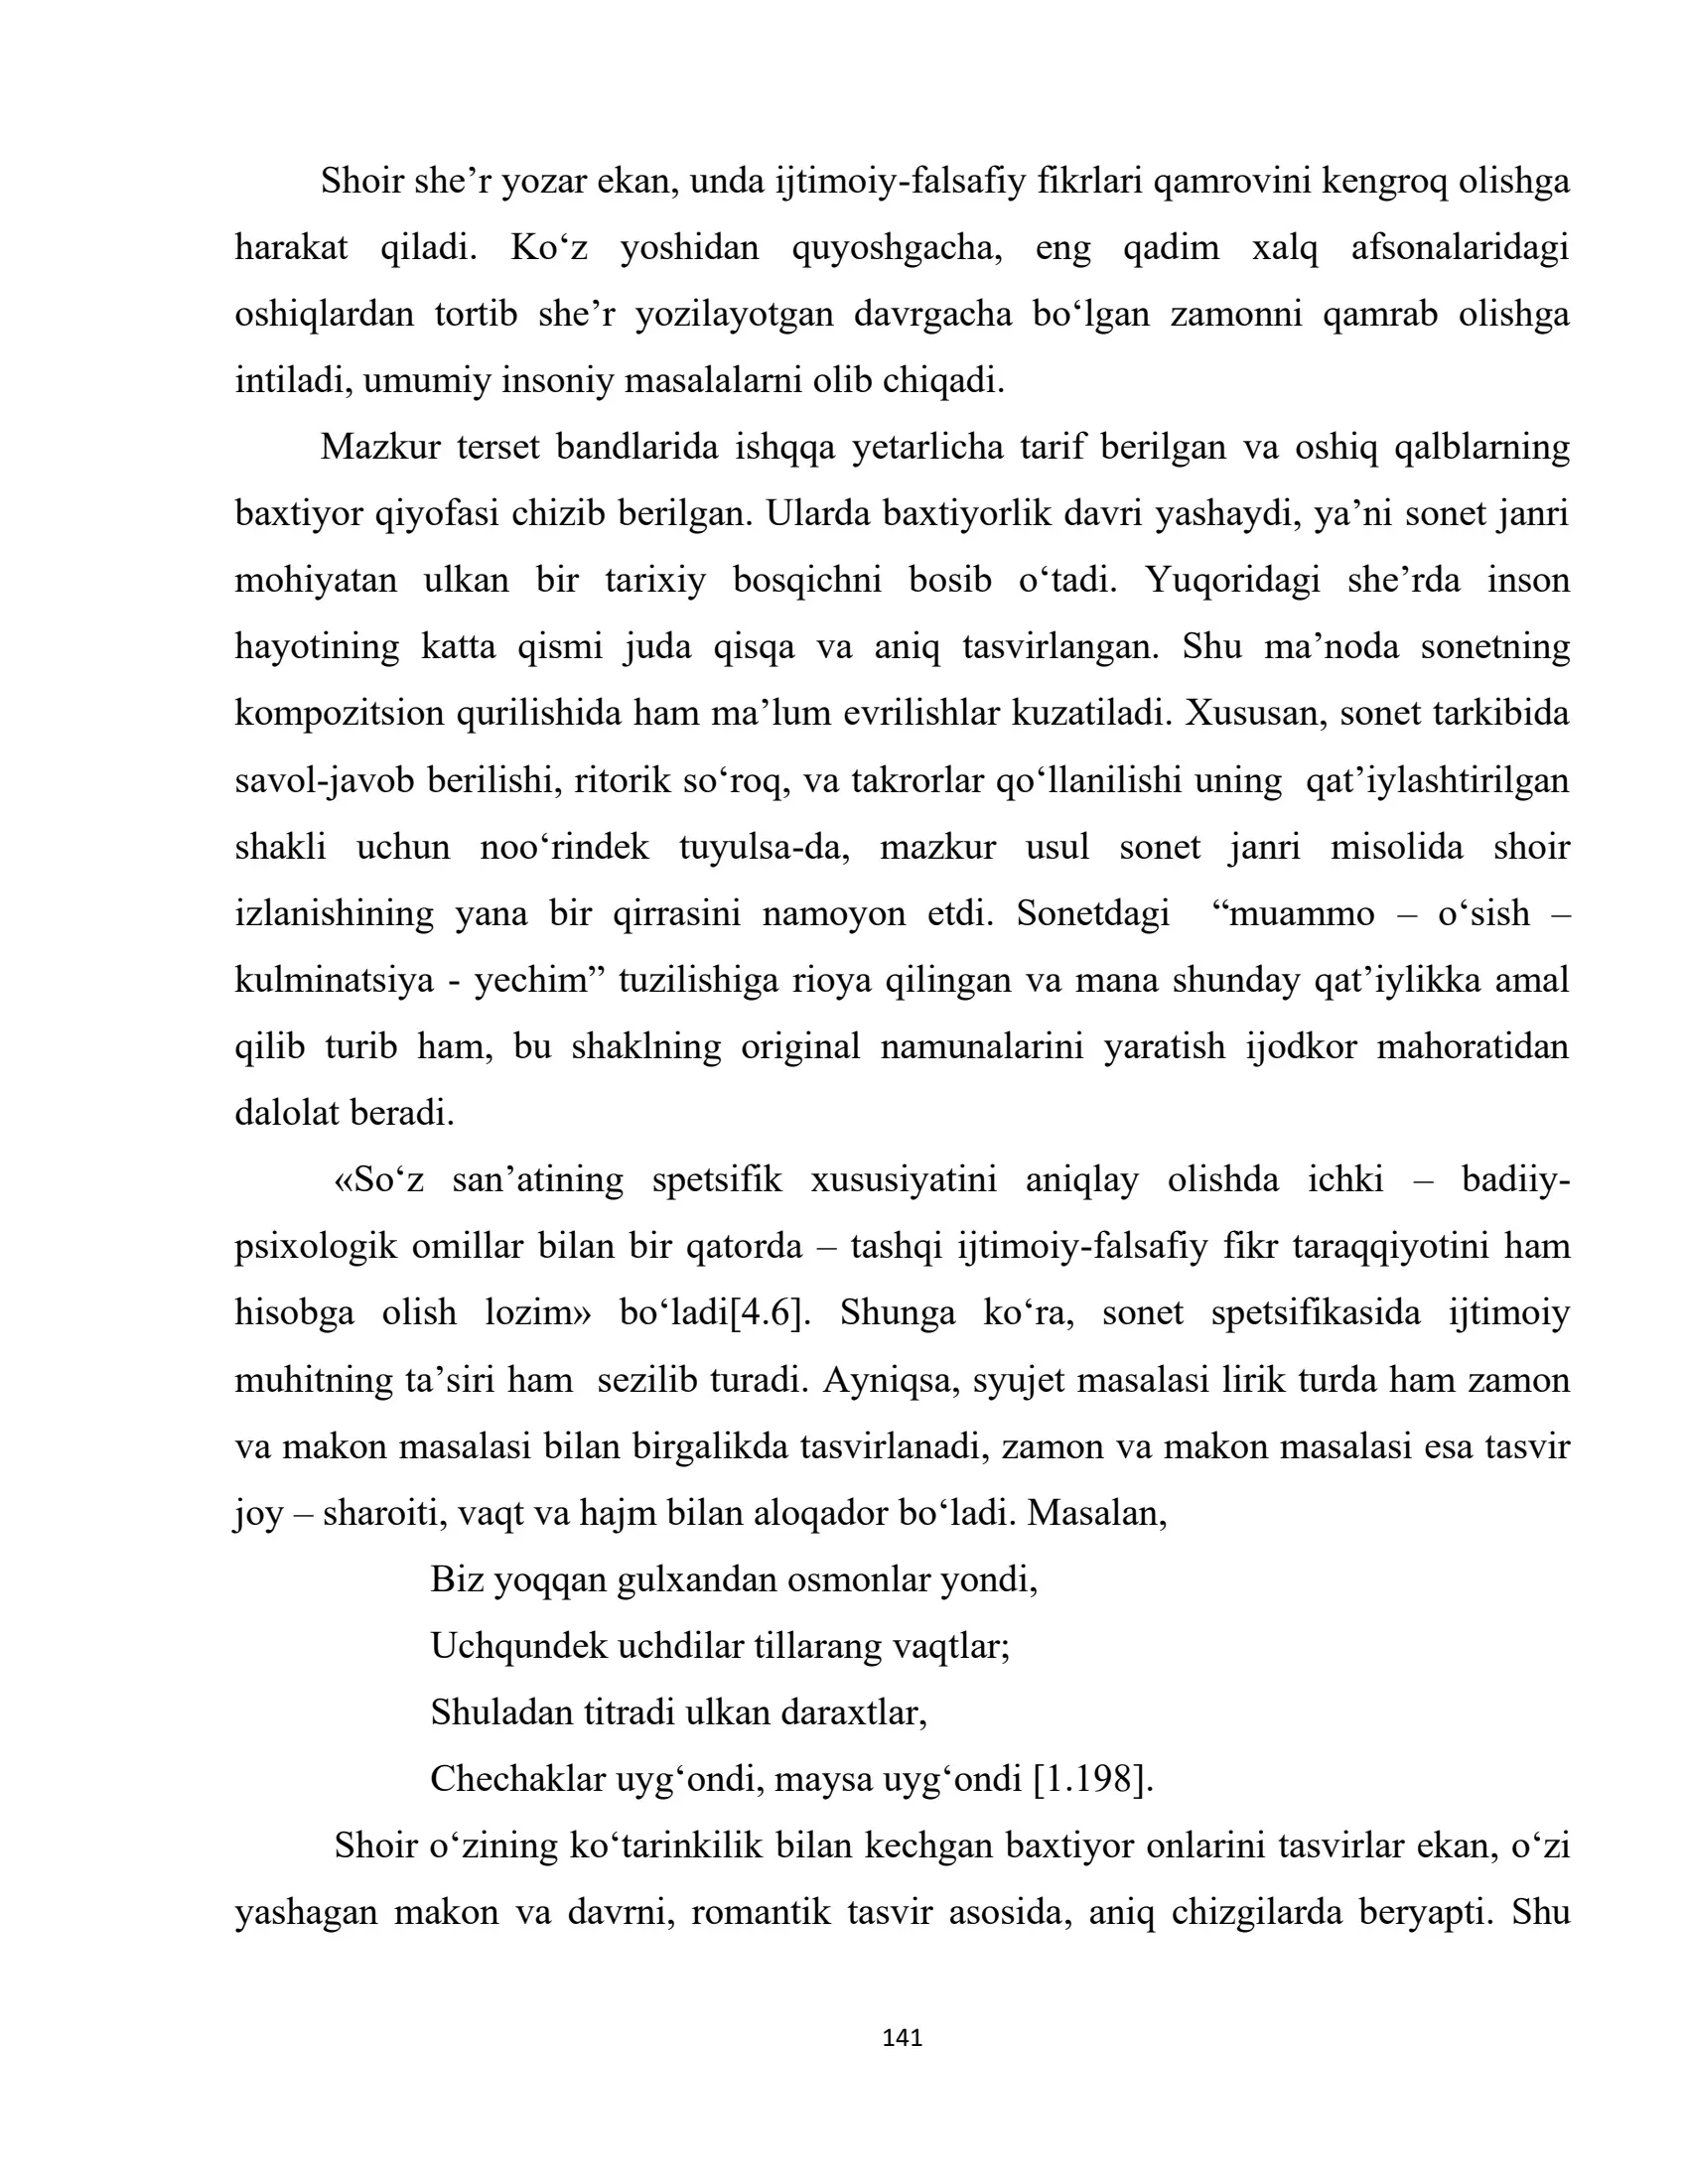 Shoir she’r yozar ekan, unda ijtimoiy-falsafiy fikrlari qamrovini kengroq olishga
harakat qiladi. Ko‘z yoshidan quyoshgacha, eng qadim xalq afsonalaridagi
oshiqlardan tortib she’r yozilayotgan davrgacha bo‘lgan zamonni qamrab olishga
intiladi, umumiy insoniy masalalarni olib chiqadi.
Mazkur terset bandlarida ishqqa yetarlicha tarif berilgan va oshiq qalblarning
baxtiyor qiyofasi chizib berilgan. Ularda baxtiyorlik davri yashaydi, ya’ni sonet janri
mohiyatan ulkan bir tarixiy bosqichni bosib o‘tadi. Yuqoridagi she’rda inson
hayotining katta qismi juda qisqa va aniq tasvirlangan. Shu ma’noda sonetning
kompozitsion qurilishida ham ma’lum evrilishlar kuzatiladi. Xususan, sonet tarkibida
savol-javob berilishi, ritorik so‘roq, va takrorlar qo‘llanilishi uning  qat’iylashtirilgan
shakli uchun noo‘rindek tuyulsa-da, mazkur usul sonet janri misolida shoir
izlanishining yana bir qirrasini namoyon etdi. Sonetdagi  “muammo – o‘sish –
kulminatsiya - yechim” tuzilishiga rioya qilingan va mana shunday qat’iylikka amal
qilib turib ham, bu shaklning original namunalarini yaratish ijodkor mahoratidan
dalolat beradi.
«So‘z san’atining spetsifik xususiyatini aniqlay olishda ichki – badiiy-
psixologik omillar bilan bir qatorda – tashqi ijtimoiy-falsafiy fikr taraqqiyotini ham
hisobga olish lozim» bo‘ladi[4.6]. Shunga ko‘ra, sonet spetsifikasida ijtimoiy
muhitning ta’siri ham  sezilib turadi. Ayniqsa, syujet masalasi lirik turda ham zamon
va makon masalasi bilan birgalikda tasvirlanadi, zamon va makon masalasi esa tasvir
joy – sharoiti, vaqt va hajm bilan aloqador bo‘ladi. Masalan,
Biz yoqqan gulxandan osmonlar yondi,
Uchqundek uchdilar tillarang vaqtlar;
Shuladan titradi ulkan daraxtlar,
Chechaklar uyg‘ondi, maysa uyg‘ondi [1.198].
Shoir o‘zining ko‘tarinkilik bilan kechgan baxtiyor onlarini tasvirlar ekan, o‘zi
yashagan makon va davrni, romantik tasvir asosida, aniq chizgilarda beryapti. Shu
141